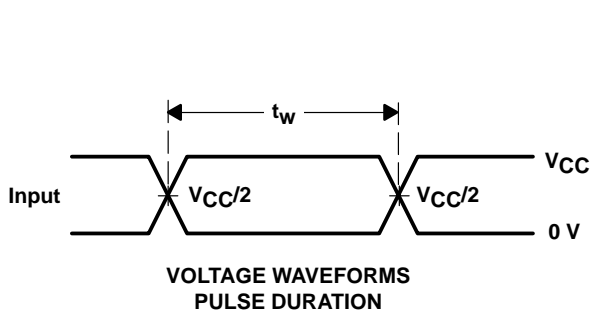 tw
VCC
Input
VCC/2
VCC/2
0 V
VOLTAGE WAVEFORMS
PULSE DURATION